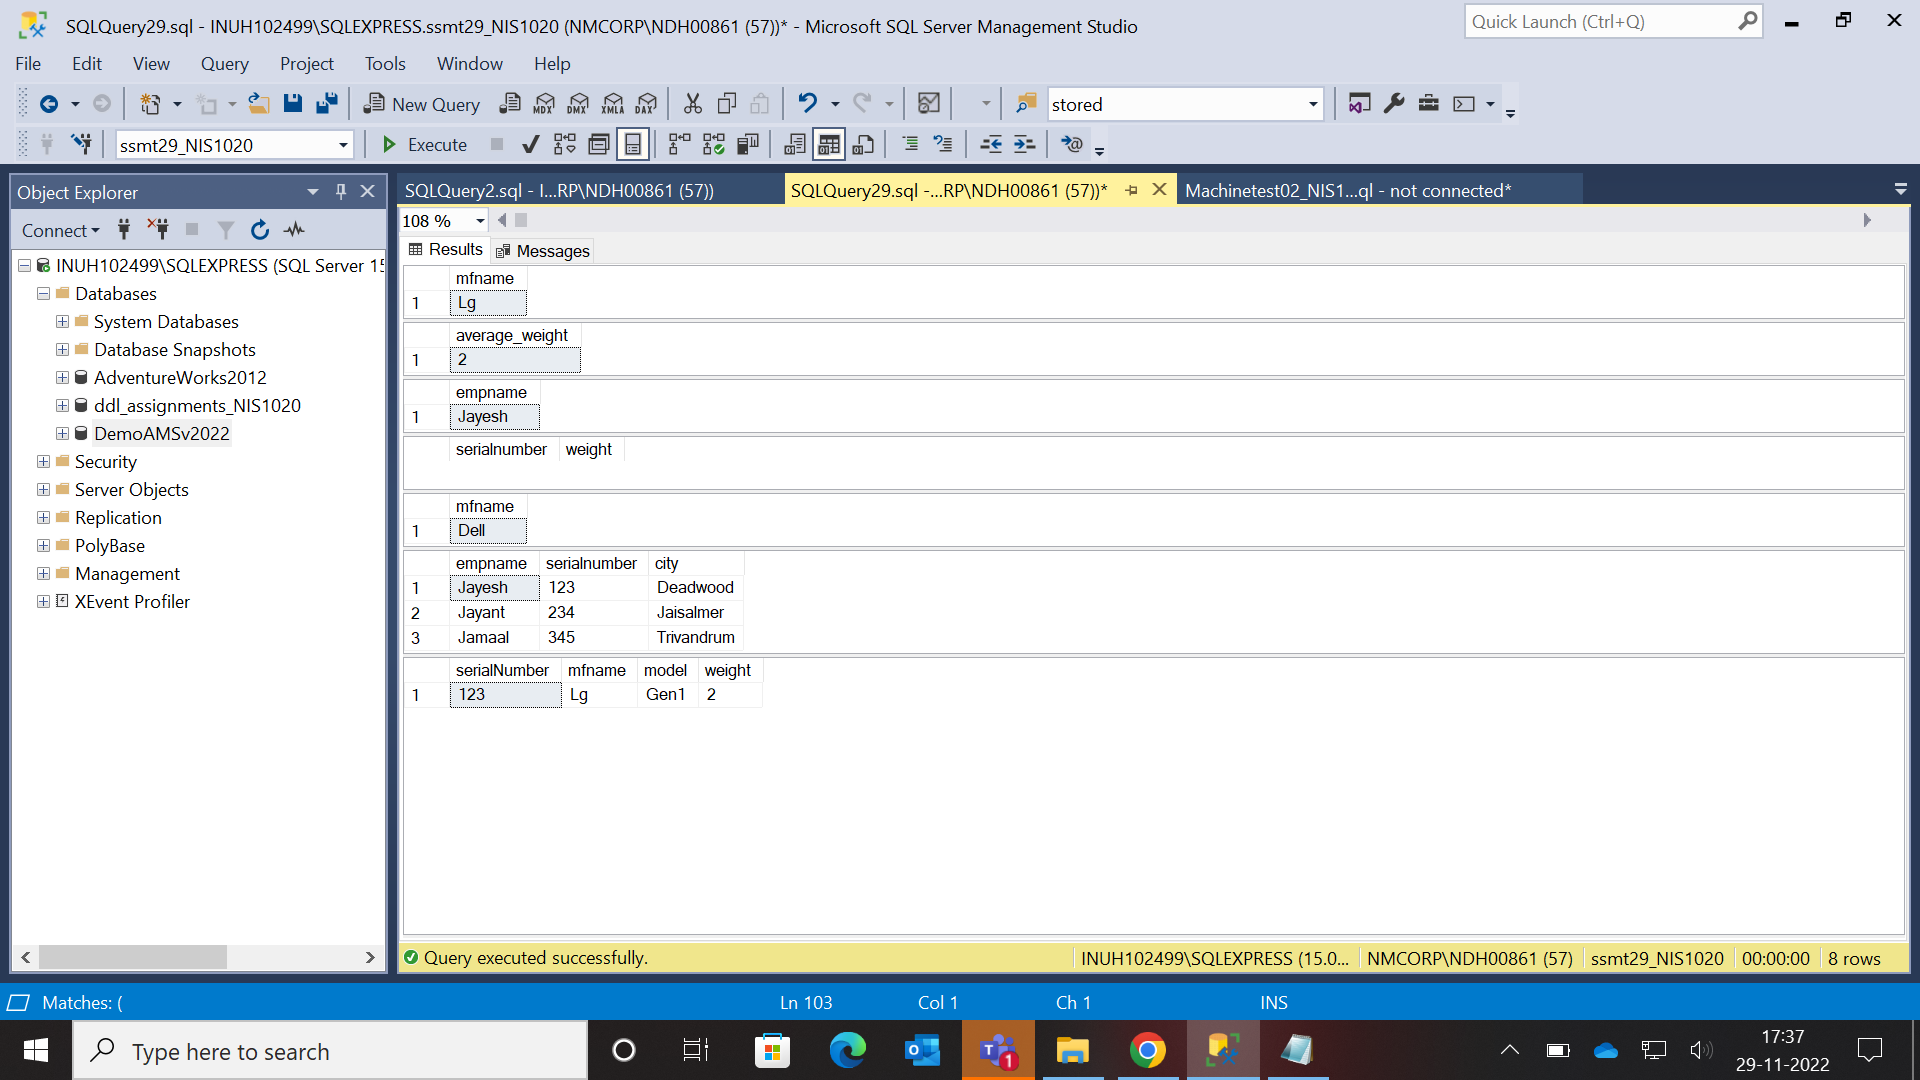 SQLQuery29.sql - INUH102499\SQLEXPRESS.ssmt29_NIS1020 (NMCORP\NDH00861 (57))* - Microsoft SQL Server Management Studio
Quick Launch (Ctrl+Q)
File Edit View Query Project Tools Window Help
New Query MDX DMX XMLA DAX stored
ssmt29_NIS1020 Execute
Object Explorer
SQLQuery2.sql - I...RP\NDH00861 (57))
SQLQuery29.sql -...RP\NDH00861 (57))*
Machinetest02_NIS1...ql - not connected*
Connect
108 %
Results Messages
INUH102499\SQLEXPRESS (SQL Server 15
Databases
System Databases
Database Snapshots
AdventureWorks2012
ddl_assignments_NIS1020
DemoAMSv2022
Security
Server Objects
Replication
PolyBase
Management
XEvent Profiler
mfname
1 Lg
average_weight
1 2
empname
1 Jayesh
serialnumber weight
mfname
1 Dell
empname serialnumber city
1 Jayesh 123 Deadwood
2 Jayant 234 Jaisalmer
3 Jamaal 345 Trivandrum
serialNumber mfname model weight
1 123 Lg Gen1 2
Query executed successfully.
INUH102499\SQLEXPRESS (15.0... NMCORP\NDH00861 (57) ssmt29_NIS1020 00:00:00 8 rows
Matches: ( Ln 103 Col 1 Ch 1 INS
Type here to search
1
17:37
29-11-2022